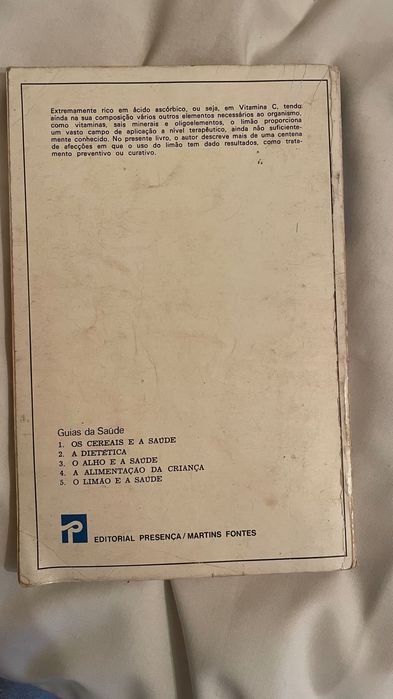 Extremamente rico em ácido ascórbico, ou seja, em Vitamina C, tendo
ainda na sua composição vários outros elementos necessários ao organismo,
como vitaminas, sais minerais e oligoelementos, o limão proporciona
um vasto campo de aplicação a nível terapêutico, ainda não suficiente-
mente conhecido. No presente livro, o autor descreve mais de uma centena
de afecções em que o uso do limão tem dado resultados, como trata-
mento preventivo ou curativo.
Guias da Saúde
1. OS CEREAIS E A SAÚDE
2. A DIETÉTICA
3. O ALHO E A SAÚDE
4. A ALIMENTAÇÃO DA CRIANÇA
5. O LIMÃO E A SAÚDE
EDITORIAL PRESENÇA/MARTINS FONTES